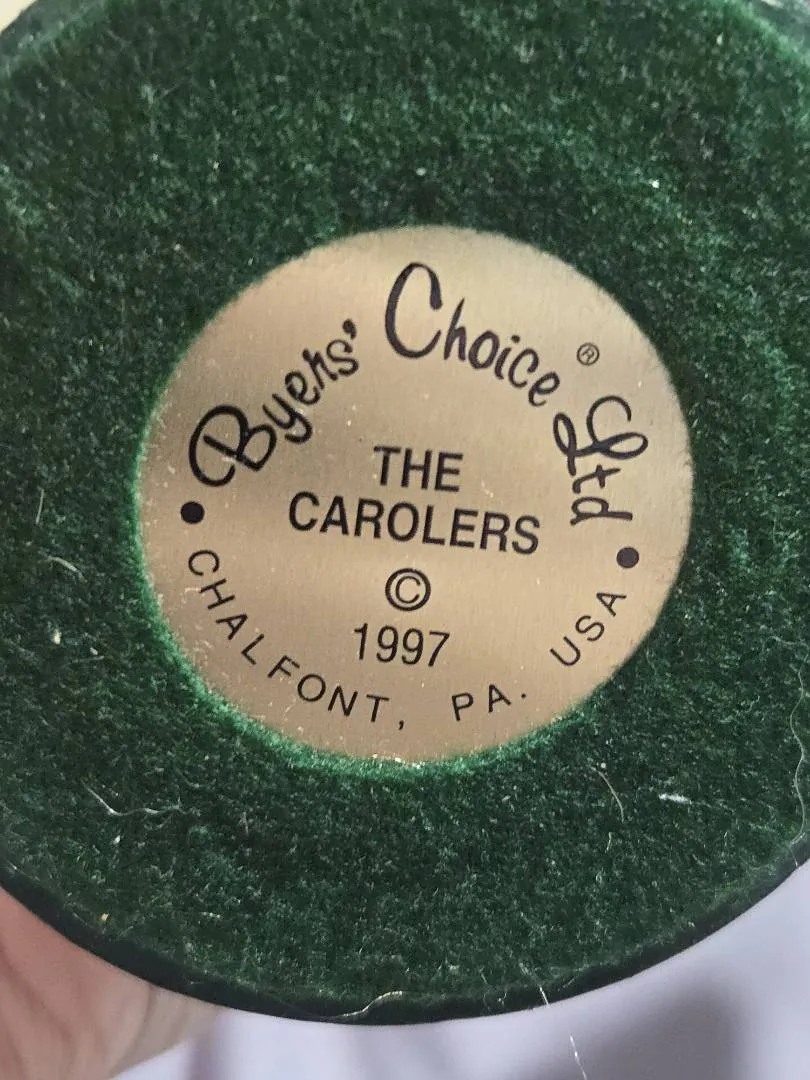 Byers' Choice® Ltd
THE
CAROLERS
©
1997
• CHALFONT, PA. USA •